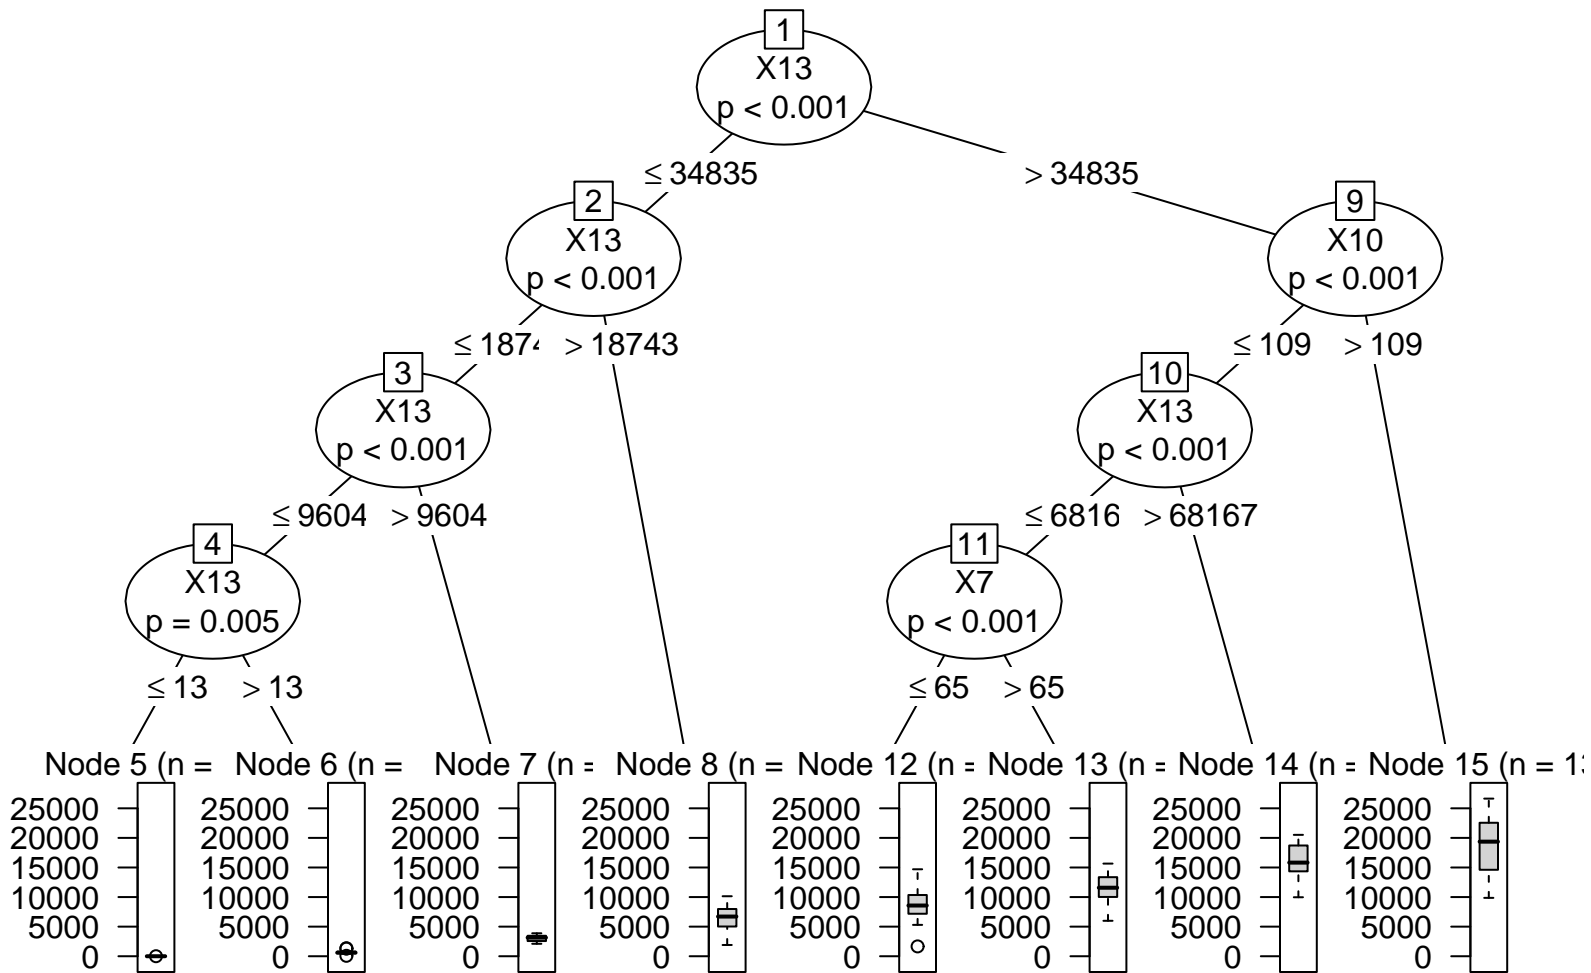 1
X13
p < 0.001
≤ 34835 > 34835
2
X13
p < 0.001
9
X10
p < 0.001
≤ 1874 > 18743
≤ 109 > 109
3
X13
p < 0.001
10
X13
p < 0.001
≤ 9604 > 9604
≤ 6816 > 68167
4
X13
p = 0.005
11
X7
p < 0.001
≤ 13 > 13
≤ 65 > 65
Node 5 (n = Node 6 (n = Node 7 (n = Node 8 (n = Node 12 (n = Node 13 (n = Node 14 (n = Node 15 (n = 13
25000 25000 25000 25000 25000 25000 25000 25000
20000 20000 20000 20000 20000 20000 20000 20000
15000 15000 15000 15000 15000 15000 15000 15000
10000 10000 10000 10000 10000 10000 10000 10000
5000 5000 5000 5000 5000 5000 5000 5000
0 0 0 0 0 0 0 0